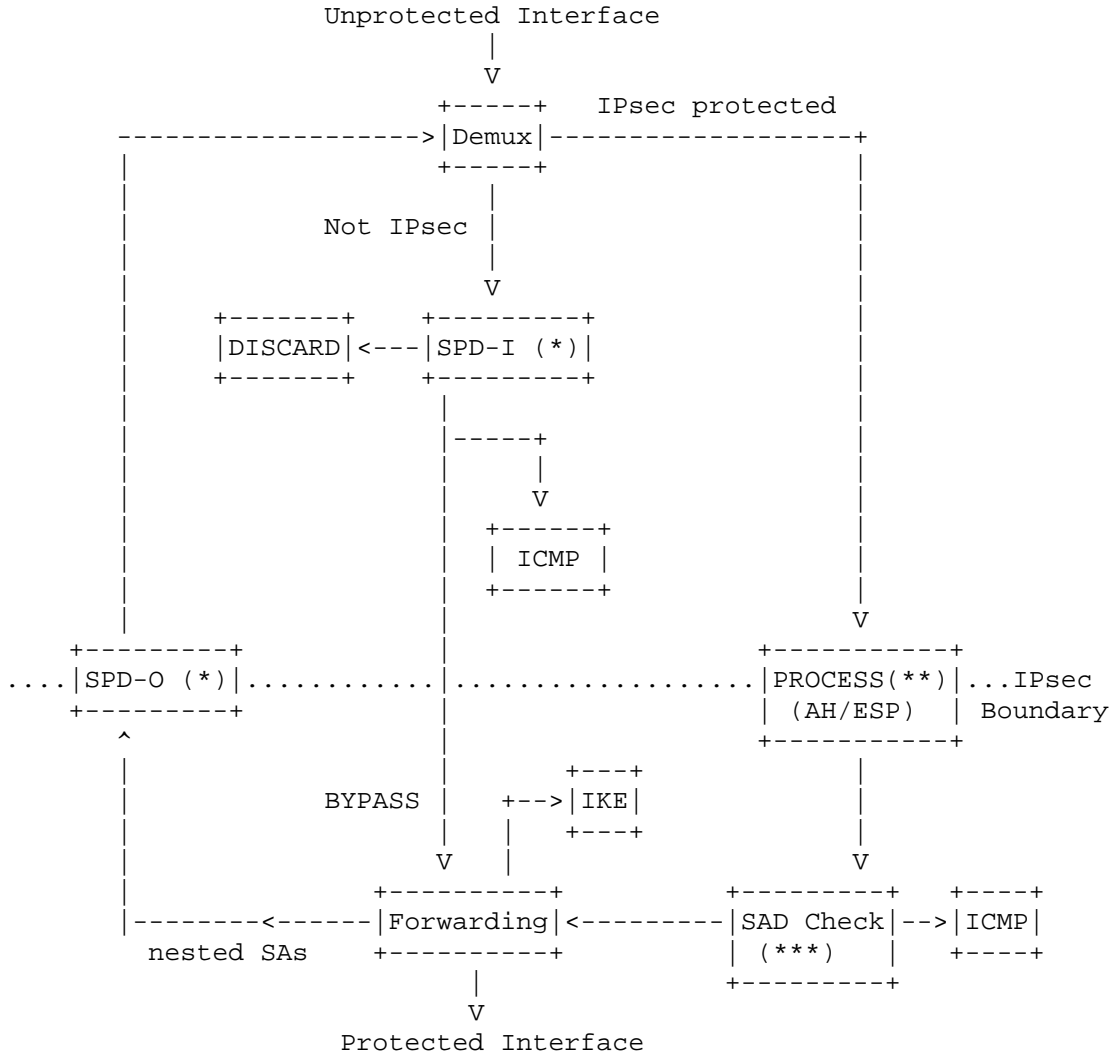 Unprotected Interface
IPsec protected
Demux
Not IPsec
DISCARD SPD-I (*)
ICMP
SPD-O (*) PROCESS(**) ...IPsec
(AH/ESP) Boundary
IKE
BYPASS
Forwarding SAD Check ICMP
nested SAs (***)
Protected Interface